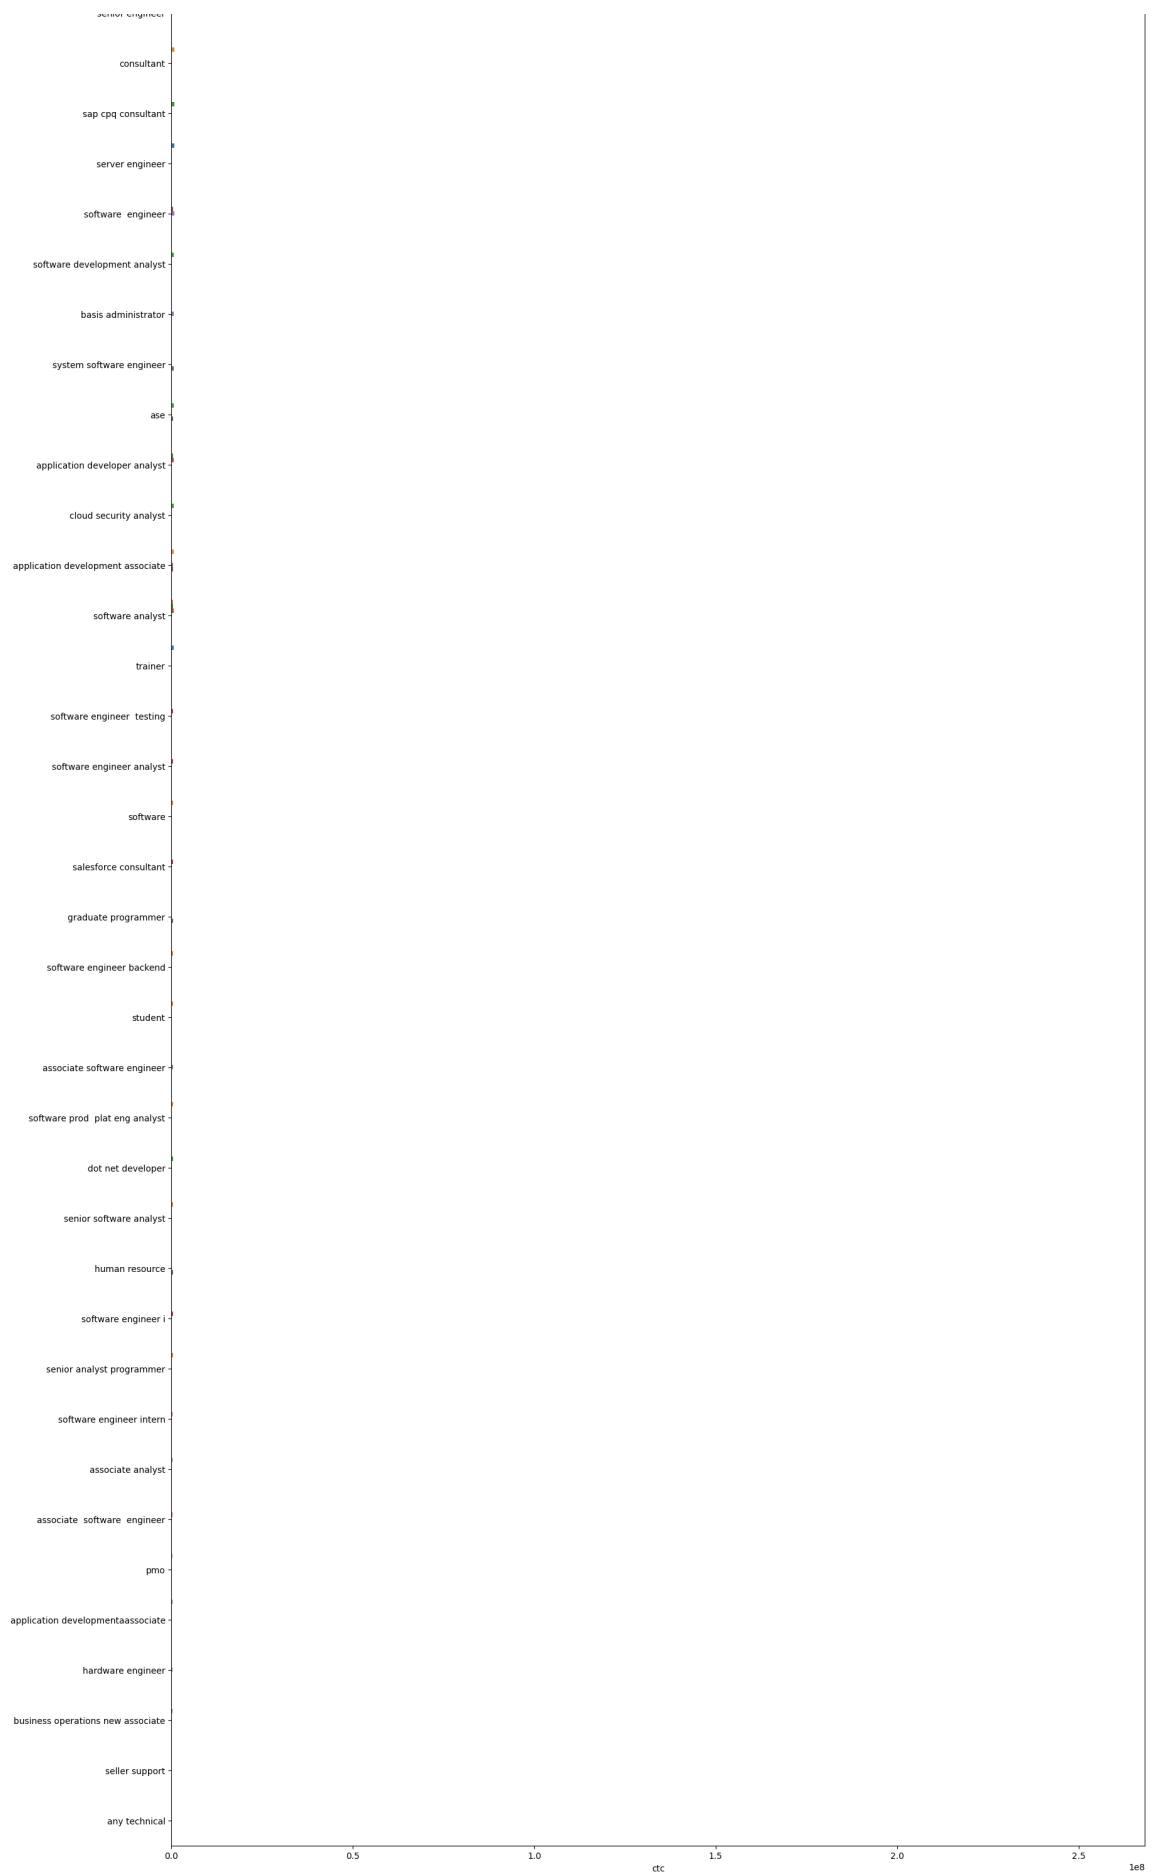 senior engineer
consultant
sap cpq consultant
server engineer
software  engineer
software development analyst
basis administrator
system software engineer
ase
application developer analyst
cloud security analyst
application development associate
software analyst
trainer
software engineer  testing
software engineer analyst
software
salesforce consultant
graduate programmer
software engineer backend
student
associate software engineer
software prod  plat eng analyst
dot net developer
senior software analyst
human resource
software engineer i
senior analyst programmer
software engineer intern
associate analyst
associate  software  engineer
pmo
application developmentaassociate
hardware engineer
business operations new associate
seller support
any technical
0.0 0.5 1.0 1.5 2.0 2.5
ctc
1e8